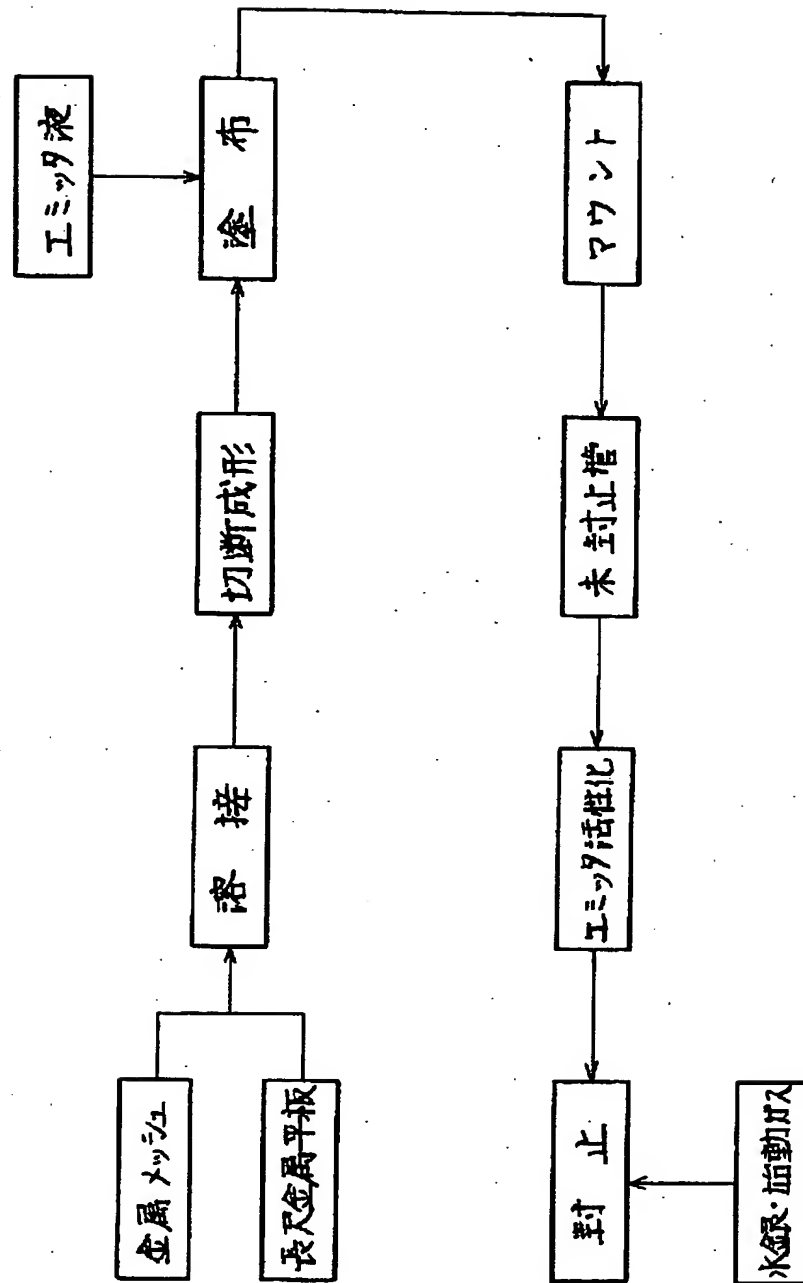 金属メッシュ
長尺金属平板
溶接
切断成形
エミッタ液
塗布
マウント
未封止管
エミッタ活性化
封止
水銀・始動ガス